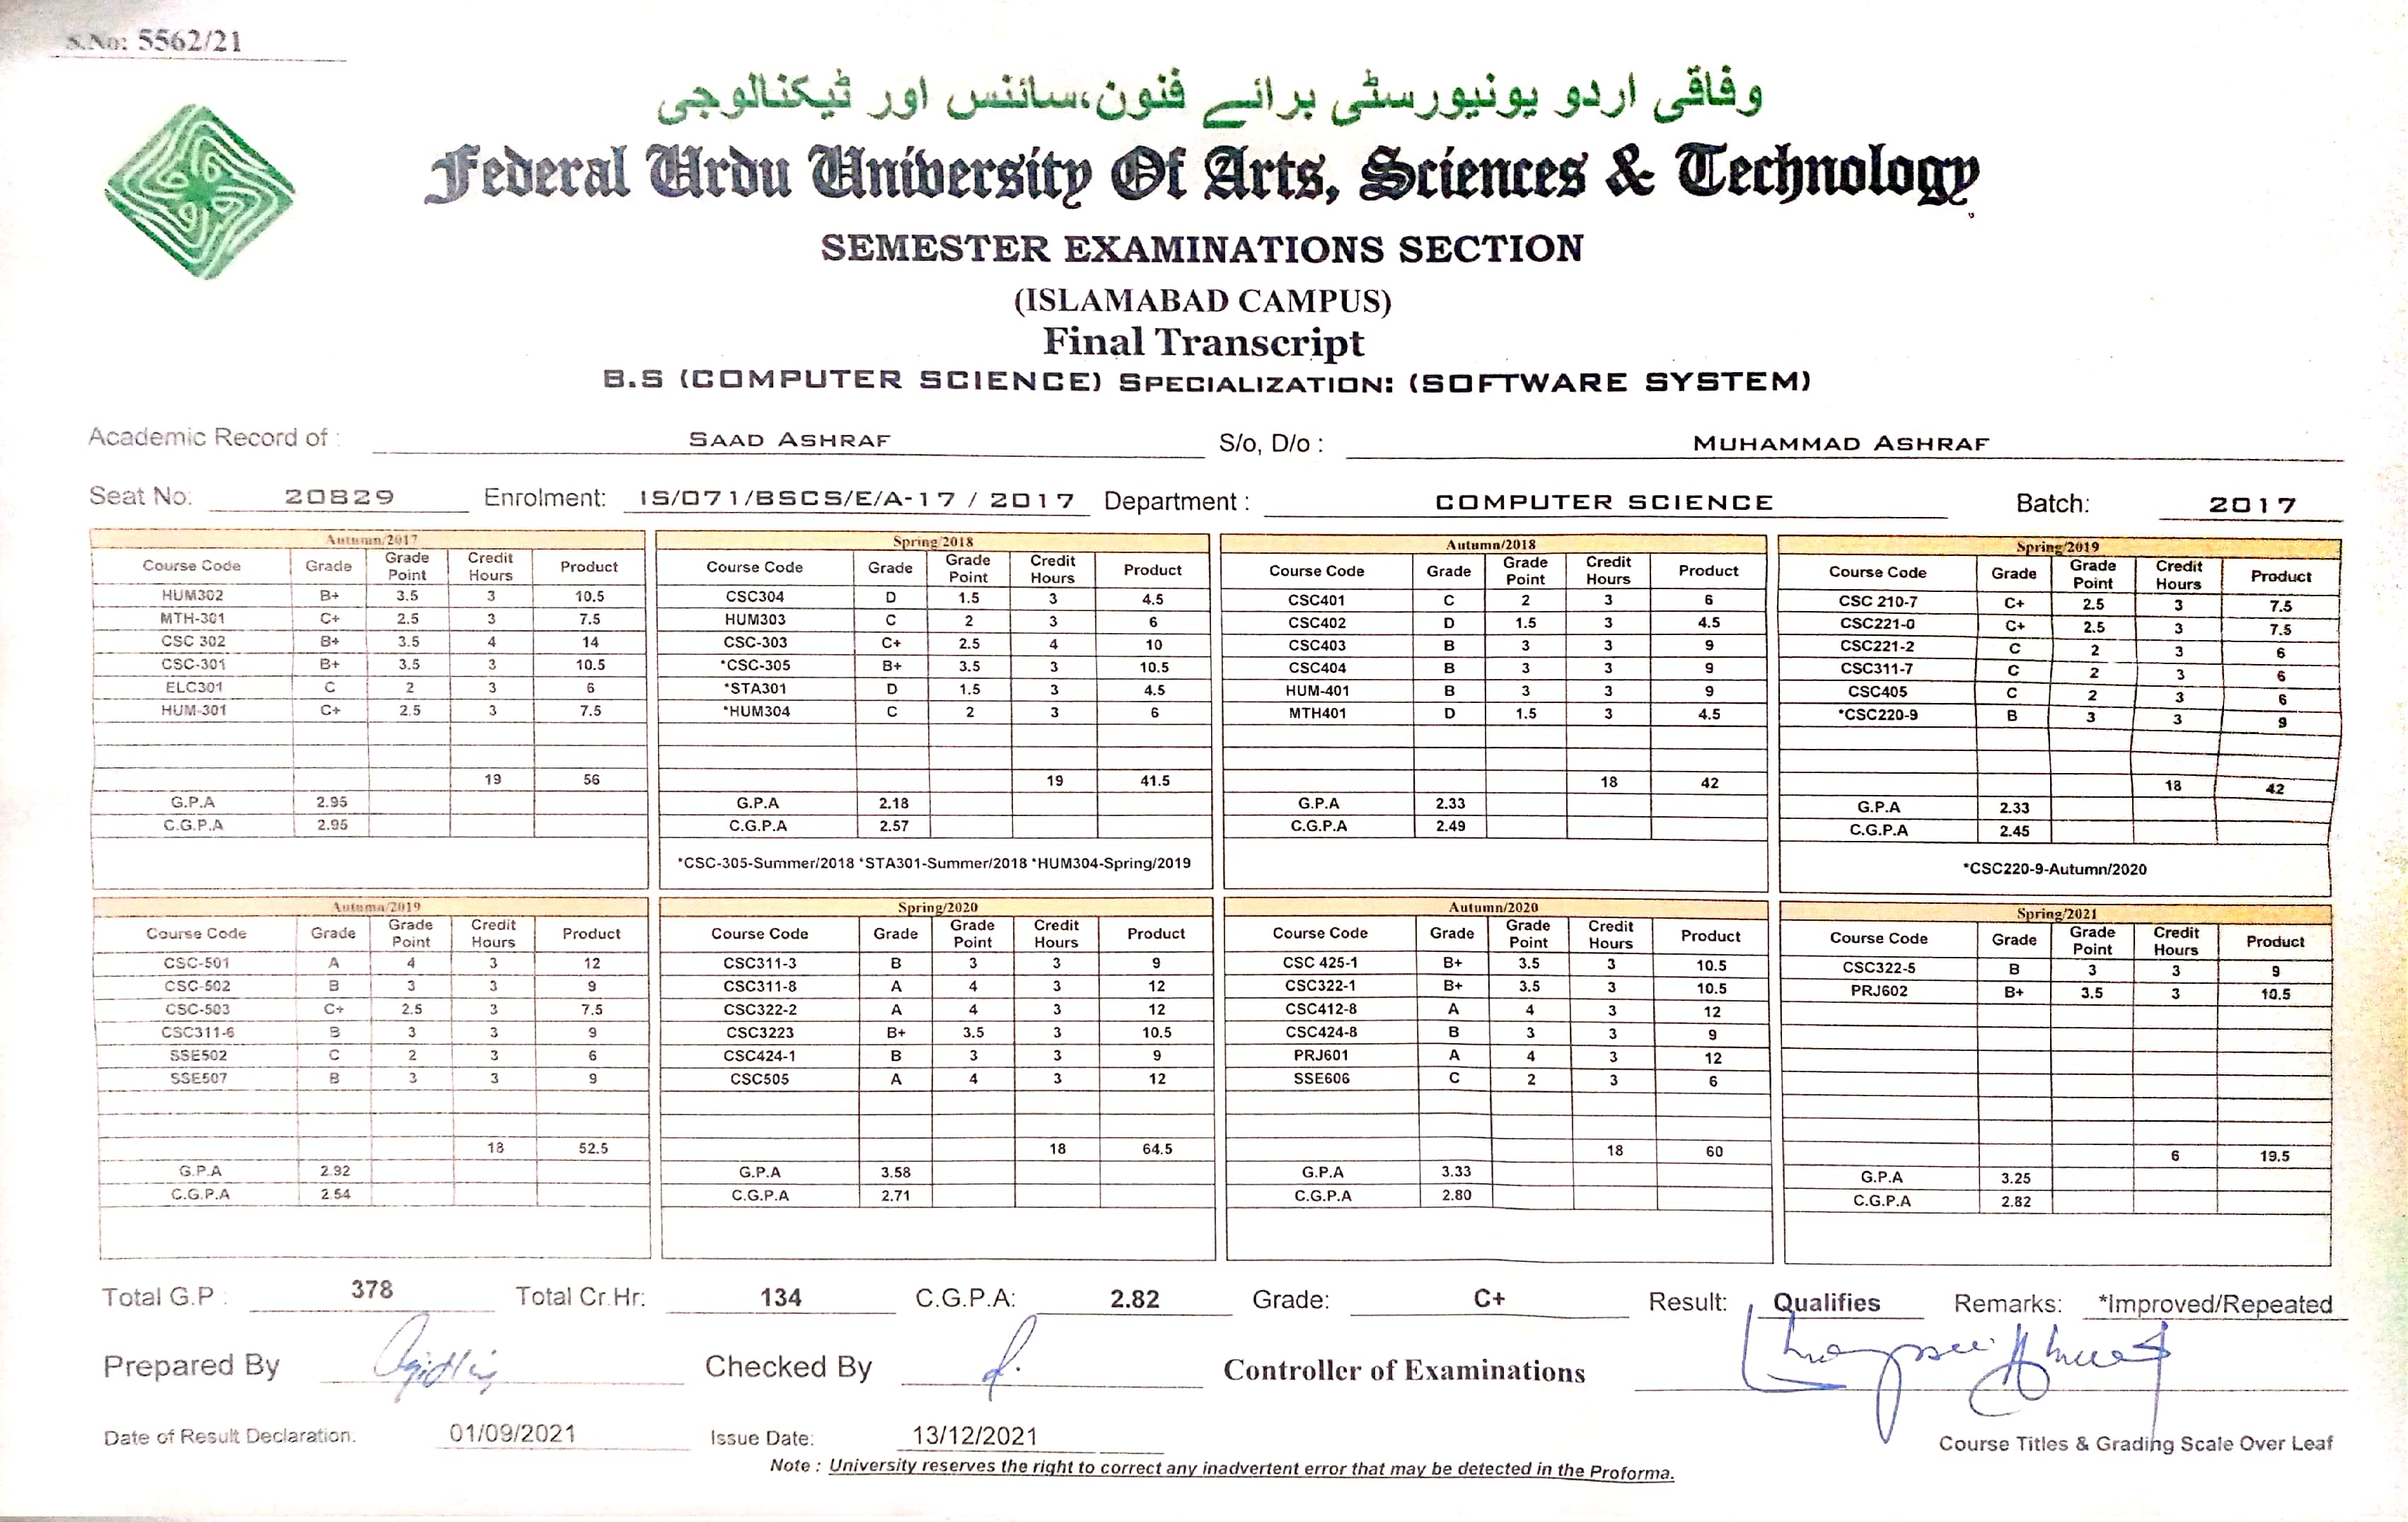 S.No: 5562/21
وفاقی اردو یونیورسٹی برائے فنون،سائنس اور ٹیکنالوجی
Federal Urdu University Of Arts, Sciences & Technology
SEMESTER EXAMINATIONS SECTION
(ISLAMABAD CAMPUS)
Final Transcript
B.S (COMPUTER SCIENCE) SPECIALIZATION: (SOFTWARE SYSTEM)
Academic Record of : SAAD ASHRAF S/o, D/o : MUHAMMAD ASHRAF
Seat No: 20829 Enrolment: IS/071/BSCS/E/A-17 / 2017 Department : COMPUTER SCIENCE Batch: 2017
Autumn/2017
Course Code Grade Grade Point Credit Hours Product
HUM302 B+ 3.5 3 10.5
MTH-301 C+ 2.5 3 7.5
CSC 302 B+ 3.5 4 14
CSC-301 B+ 3.5 3 10.5
ELC301 C 2 3 6
HUM-301 C+ 2.5 3 7.5
19 56
G.P.A 2.95
C.G.P.A 2.95
Spring/2018
Course Code Grade Grade Point Credit Hours Product
CSC304 D 1.5 3 4.5
HUM303 C 2 3 6
CSC-303 C+ 2.5 4 10
*CSC-305 B+ 3.5 3 10.5
*STA301 D 1.5 3 4.5
*HUM304 C 2 3 6
19 41.5
G.P.A 2.18
C.G.P.A 2.57
*CSC-305-Summer/2018 *STA301-Summer/2018 *HUM304-Spring/2019
Autumn/2018
Course Code Grade Grade Point Credit Hours Product
CSC401 C 2 3 6
CSC402 D 1.5 3 4.5
CSC403 B 3 3 9
CSC404 B 3 3 9
HUM-401 B 3 3 9
MTH401 D 1.5 3 4.5
18 42
G.P.A 2.33
C.G.P.A 2.49
Spring/2019
Course Code Grade Grade Point Credit Hours Product
CSC 210-7 C+ 2.5 3 7.5
CSC221-0 C+ 2.5 3 7.5
CSC221-2 C 2 3 6
CSC311-7 C 2 3 6
CSC405 C 2 3 6
*CSC220-9 B 3 3 9
18 42
G.P.A 2.33
C.G.P.A 2.45
*CSC220-9-Autumn/2020
Autumn/2019
Course Code Grade Grade Point Credit Hours Product
CSC-501 A 4 3 12
CSC-502 B 3 3 9
CSC-503 C+ 2.5 3 7.5
CSC311-6 B 3 3 9
SSE502 C 2 3 6
SSE507 B 3 3 9
18 52.5
G.P.A 2.92
C.G.P.A 2.54
Spring/2020
Course Code Grade Grade Point Credit Hours Product
CSC311-3 B 3 3 9
CSC311-8 A 4 3 12
CSC322-2 A 4 3 12
CSC3223 B+ 3.5 3 10.5
CSC424-1 B 3 3 9
CSC505 A 4 3 12
18 64.5
G.P.A 3.58
C.G.P.A 2.71
Autumn/2020
Course Code Grade Grade Point Credit Hours Product
CSC 425-1 B+ 3.5 3 10.5
CSC322-1 B+ 3.5 3 10.5
CSC412-8 A 4 3 12
CSC424-8 B 3 3 9
PRJ601 A 4 3 12
SSE606 C 2 3 6
18 60
G.P.A 3.33
C.G.P.A 2.80
Spring/2021
Course Code Grade Grade Point Credit Hours Product
CSC322-5 B 3 3 9
PRJ602 B+ 3.5 3 10.5
6 19.5
G.P.A 3.25
C.G.P.A 2.82
Total G.P : 378 Total Cr.Hr: 134 C.G.P.A: 2.82 Grade: C+ Result: Qualifies Remarks: *Improved/Repeated
Prepared By Checked By Controller of Examinations
Date of Result Declaration: 01/09/2021 Issue Date: 13/12/2021 Course Titles & Grading Scale Over Leaf
Note : University reserves the right to correct any inadvertent error that may be detected in the Proforma.